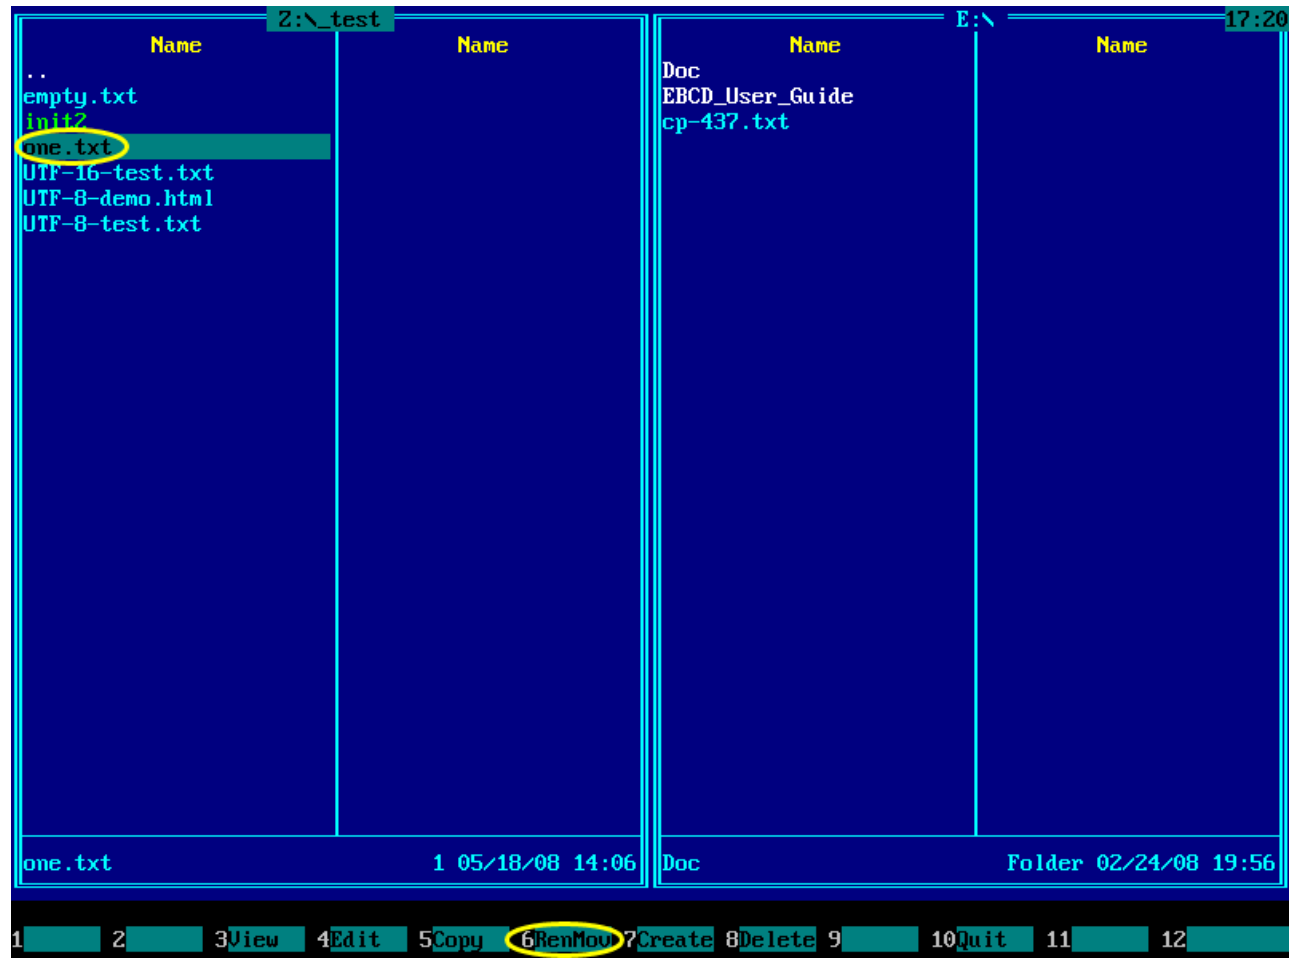 Z:\_test
E:\
17:20
Name
Name
Name
Name
..
empty.txt
init2
one.txt
UTF-16-test.txt
UTF-8-demo.html
UTF-8-test.txt
Doc
EBCD_User_Guide
cp-437.txt
one.txt 1 05/18/08 14:06
Doc Folder 02/24/08 19:56
1 2 3View 4Edit 5Copy 6RenMov 7Create 8Delete 9 10Quit 11 12